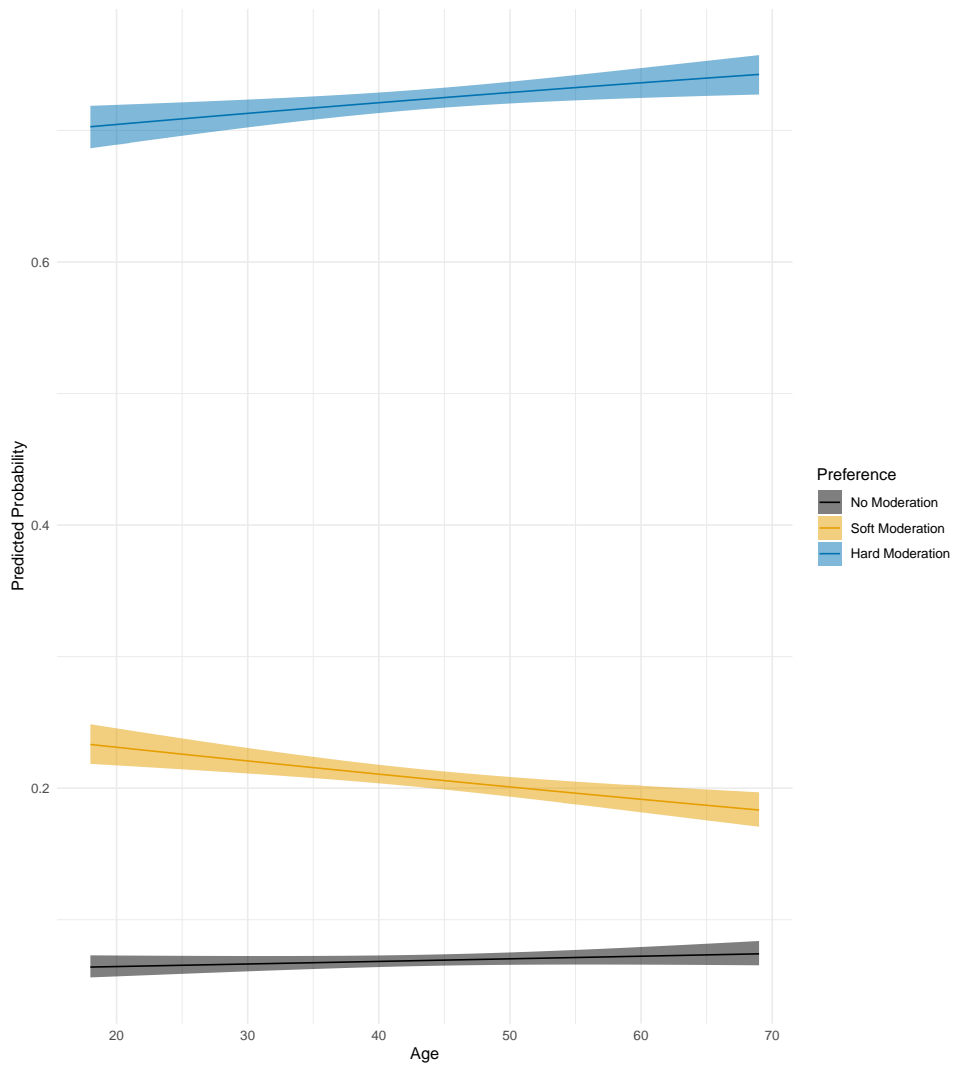 Predicted Probability
0.6
0.4
0.2
20 30 40 50 60 70
Age
Preference
No Moderation
Soft Moderation
Hard Moderation